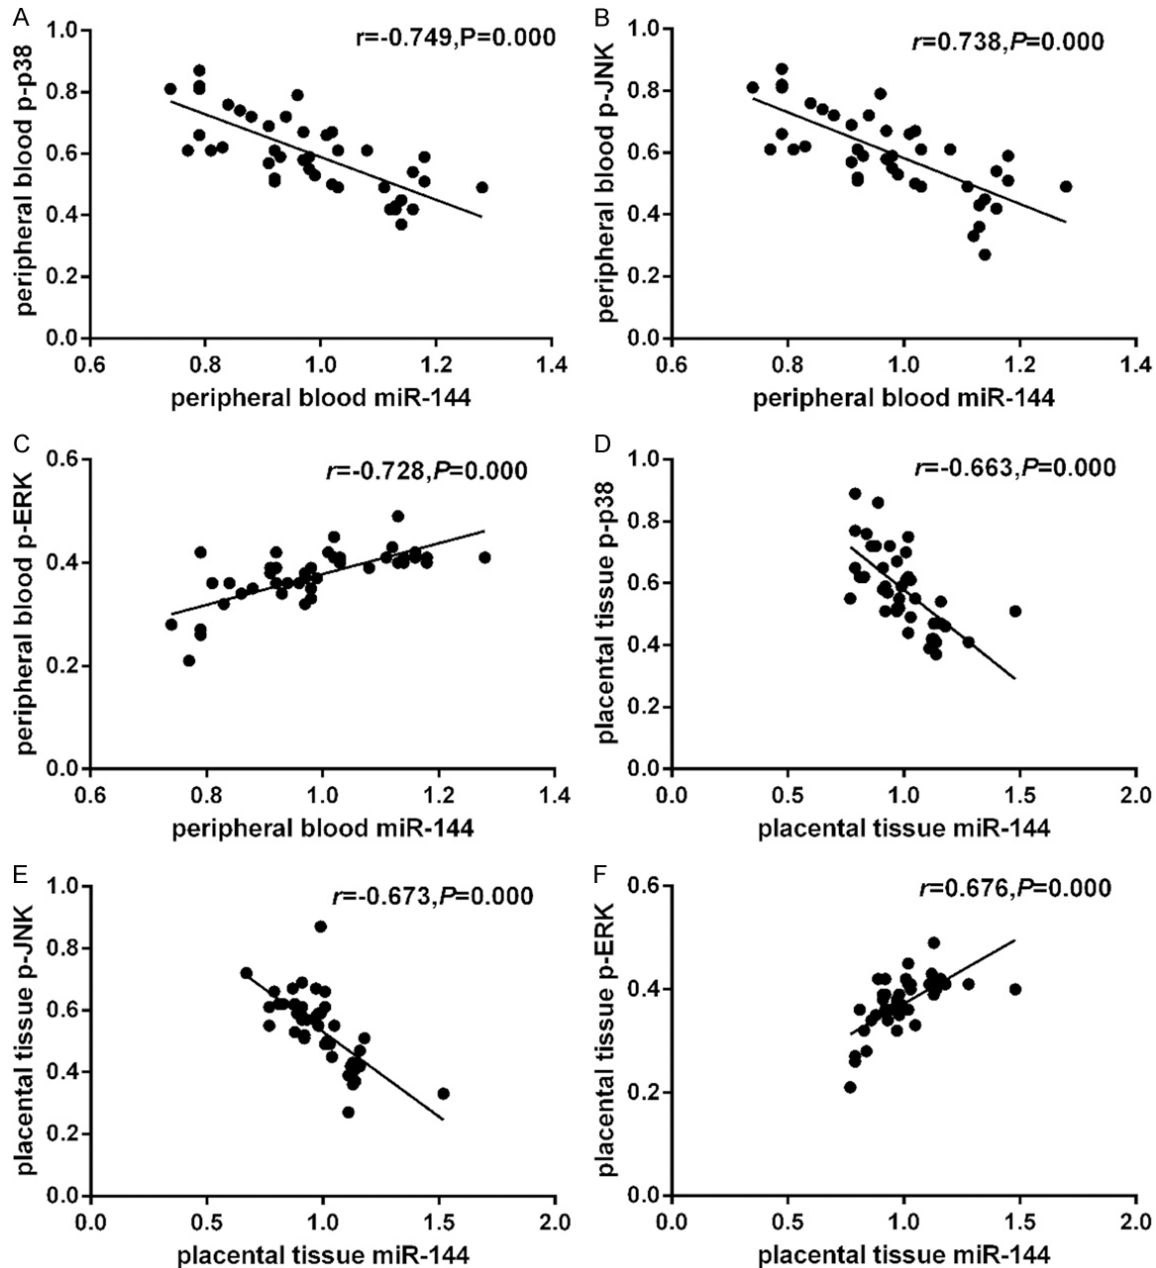 A
r=-0.749,P=0.000
peripheral blood p-p38
1.0
0.8
0.6
0.4
0.2
0.0
0.6 0.8 1.0 1.2 1.4
peripheral blood miR-144
B
r=0.738,P=0.000
peripheral blood p-JNK
1.0
0.8
0.6
0.4
0.2
0.0
0.6 0.8 1.0 1.2 1.4
peripheral blood miR-144
C
r=-0.728,P=0.000
peripheral blood p-ERK
0.6
0.4
0.2
0.0
0.6 0.8 1.0 1.2 1.4
peripheral blood miR-144
D
r=-0.663,P=0.000
placental tissue p-p38
1.0
0.8
0.6
0.4
0.2
0.0
0.0 0.5 1.0 1.5 2.0
placental tissue miR-144
E
r=-0.673,P=0.000
placental tissue p-JNK
1.0
0.8
0.6
0.4
0.2
0.0
0.0 0.5 1.0 1.5 2.0
placental tissue miR-144
F
r=0.676,P=0.000
placental tissue p-ERK
0.6
0.4
0.2
0.0
0.0 0.5 1.0 1.5 2.0
placental tissue miR-144